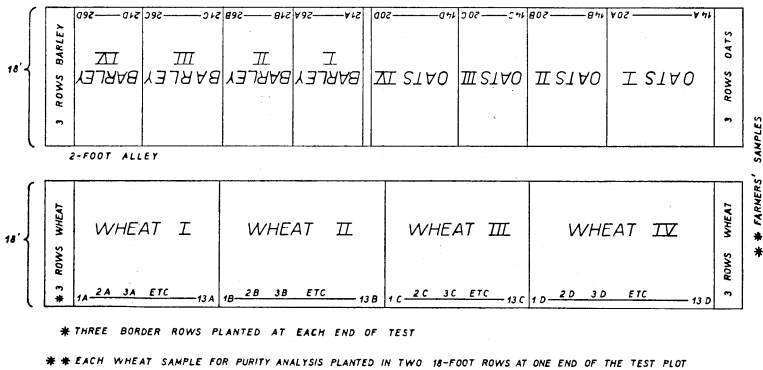 26D 21D 26C 21C 26B 21B 26A 21A 20D 14D 20C 14C 20B 14B 20A 14A
18'
3 ROWS BARLEY
BARLEY IV
BARLEY III
BARLEY II
BARLEY I
OATS IV
OATS III
OATS II
OATS I
3 ROWS OATS
2-FOOT ALLEY
** FARMERS' SAMPLES
18'
* 3 ROWS WHEAT
WHEAT I
WHEAT II
WHEAT III
WHEAT IV
3 ROWS WHEAT
1A 2A 3A ETC 13A 1B 2B 3B ETC 13B 1C 2C 3C ETC 13C 1D 2D 3D ETC 13D
* THREE BORDER ROWS PLANTED AT EACH END OF TEST
** EACH WHEAT SAMPLE FOR PURITY ANALYSIS PLANTED IN TWO 18-FOOT ROWS AT ONE END OF THE TEST PLOT